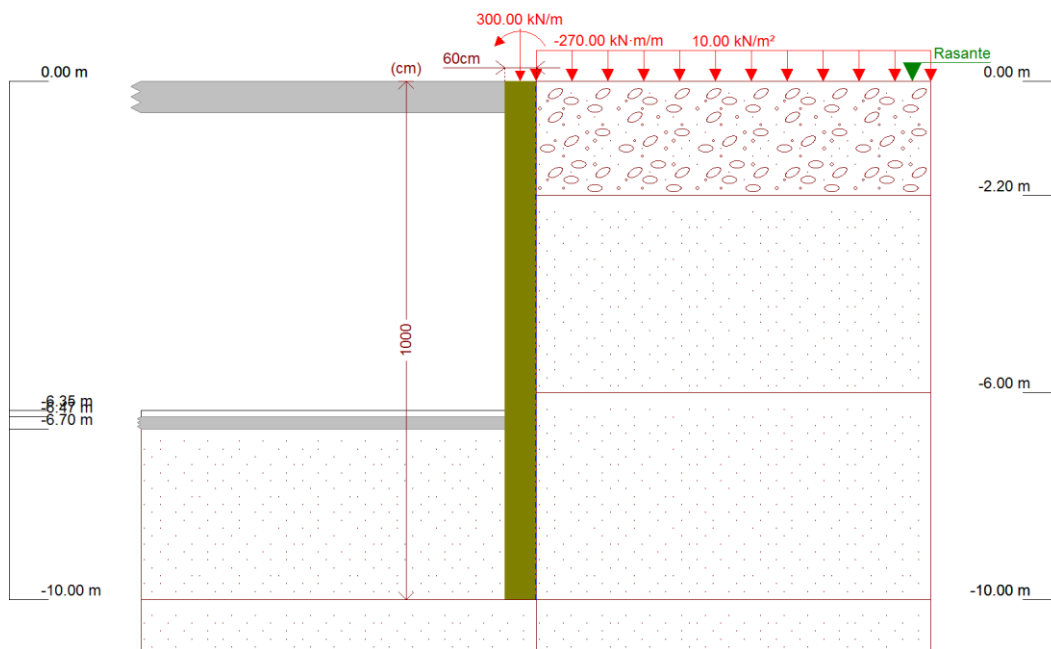 300.00 kN/m
-270.00 kN·m/m
10.00 kN/m²
60cm
Rasante
(cm)
0.00 m
0.00 m
-2.20 m
1000
-6.00 m
-6.35 m
-6.47 m
-6.70 m
-10.00 m
-10.00 m